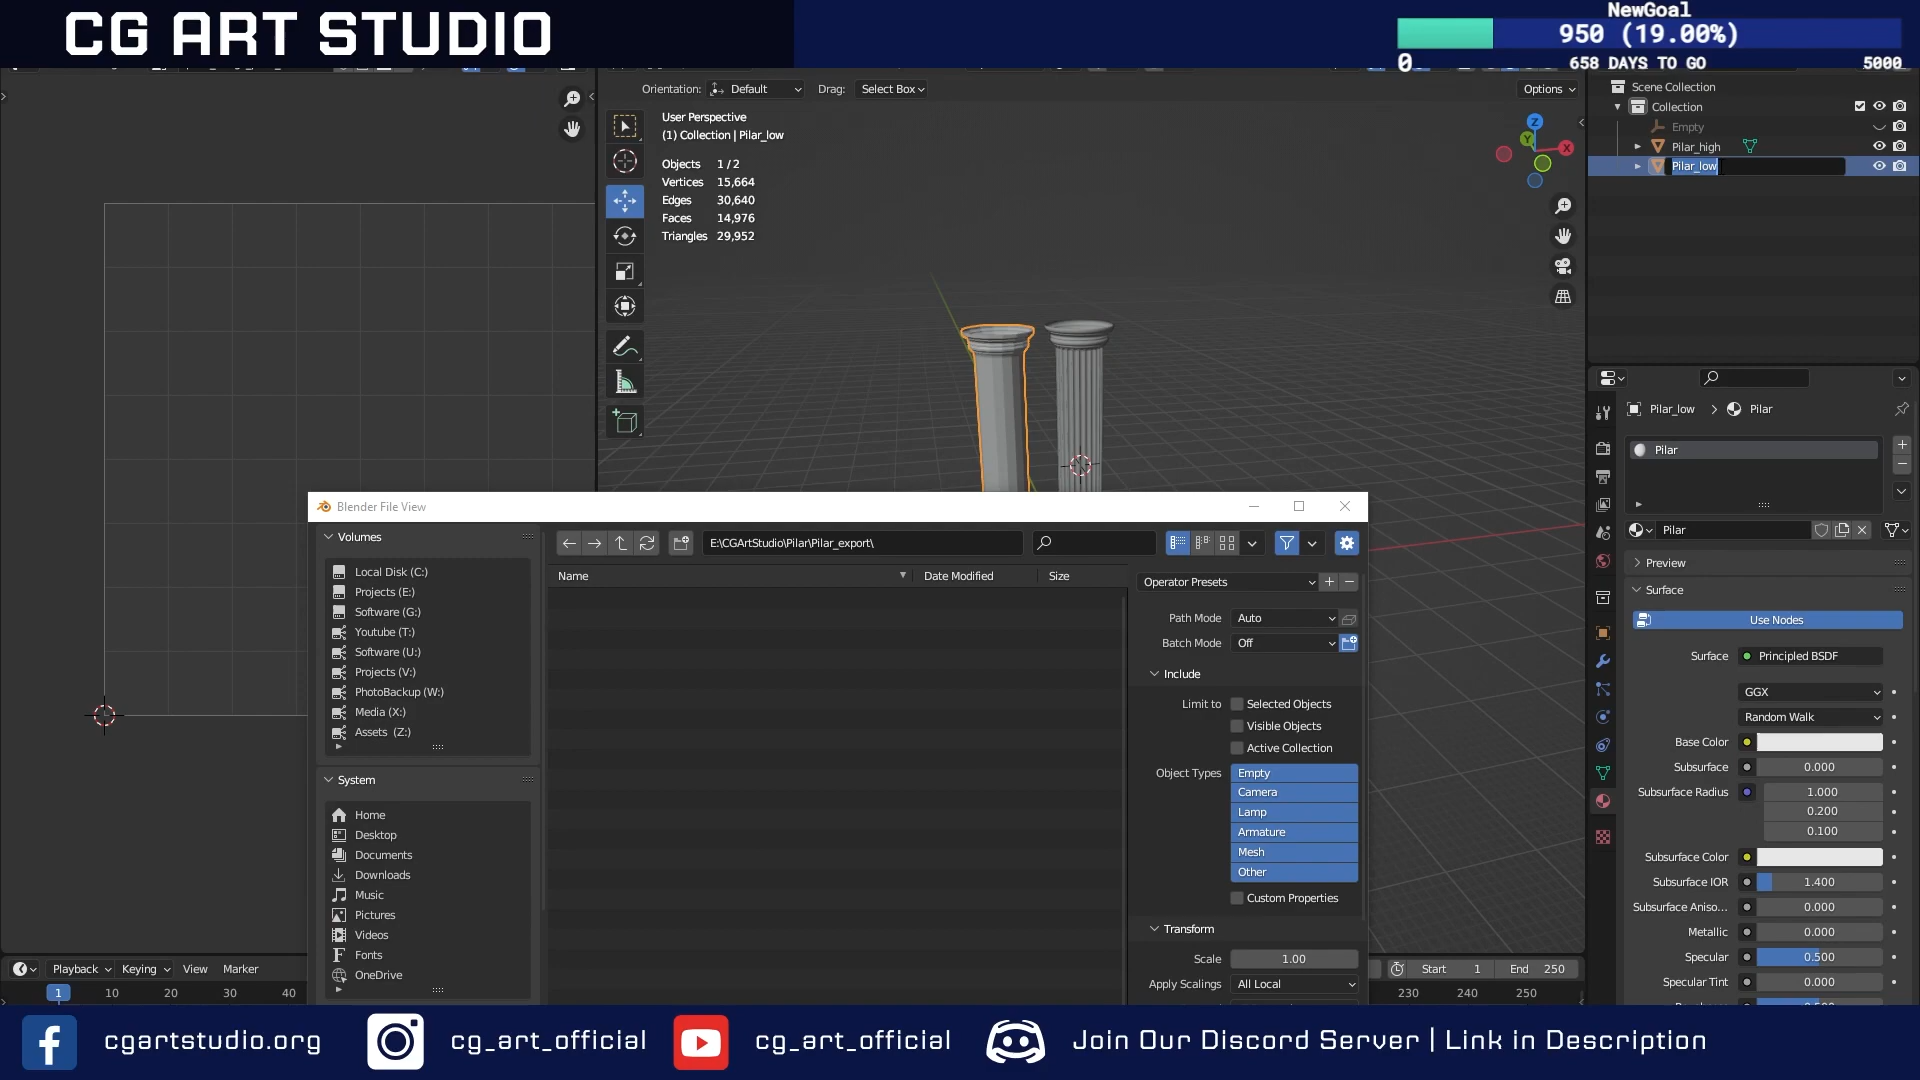 CG ART STUDIO
NewGoal
950 (19.00%)
0
658 DAYS TO GO
5000
Orientation:
Default
Drag:
Select Box
Options
User Perspective
(1) Collection | Pilar_low
Objects 1 / 2
Vertices 15,664
Edges 30,640
Faces 14,976
Triangles 29,952
Z
Y
X
Scene Collection
Collection
Empty
Pilar_high
Pilar_low
Pilar_low
Pilar
Pilar
Pilar
Preview
Surface
Use Nodes
Surface
Principled BSDF
GGX
Random Walk
Base Color
Subsurface 0.000
Subsurface Radius 1.000
0.200
0.100
Subsurface Color
Subsurface IOR 1.400
Subsurface Aniso... 0.000
Metallic 0.000
Specular 0.500
Specular Tint 0.000
Blender File View
Volumes
Local Disk (C:)
Projects (E:)
Software (G:)
Youtube (T:)
Software (U:)
Projects (V:)
PhotoBackup (W:)
Media (X:)
Assets (Z:)
System
Home
Desktop
Documents
Downloads
Music
Pictures
Videos
Fonts
OneDrive
E:\CGArtStudio\Pilar\Pilar_export\
Name
Date Modified
Size
Operator Presets
Path Mode Auto
Batch Mode Off
Include
Limit to Selected Objects
Visible Objects
Active Collection
Object Types Empty
Camera
Lamp
Armature
Mesh
Other
Custom Properties
Transform
Scale 1.00
Apply Scalings All Local
Playback
Keying
View
Marker
Start 1
End 250
1
10
20
30
40
230
240
250
cgartstudio.org
cg_art_official
cg_art_official
Join Our Discord Server | Link in Description